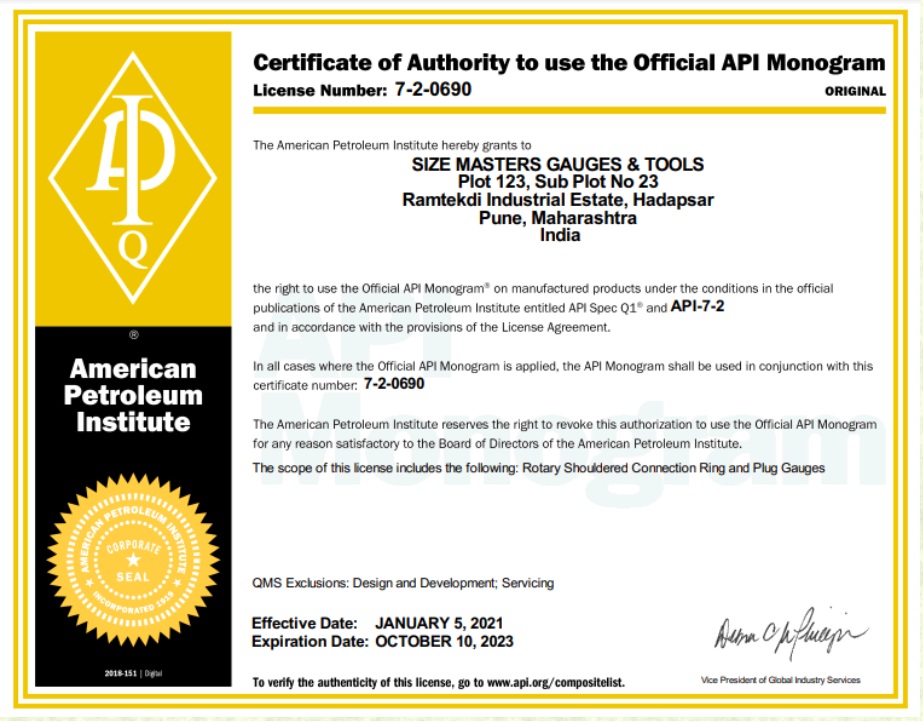 Certificate of Authority to use the Official API Monogram
License Number: 7-2-0690
ORIGINAL
The American Petroleum Institute hereby grants to
SIZE MASTERS GAUGES & TOOLS
Plot 123, Sub Plot No 23
Ramtekdi Industrial Estate, Hadapsar
Pune, Maharashtra
India
the right to use the Official API Monogram® on manufactured products under the conditions in the official
publications of the American Petroleum Institute entitled API Spec Q1® and API-7-2
and in accordance with the provisions of the License Agreement.
In all cases where the Official API Monogram is applied, the API Monogram shall be used in conjunction with this
certificate number: 7-2-0690
The American Petroleum Institute reserves the right to revoke this authorization to use the Official API Monogram
for any reason satisfactory to the Board of Directors of the American Petroleum Institute.
The scope of this license includes the following: Rotary Shouldered Connection Ring and Plug Gauges
QMS Exclusions: Design and Development; Servicing
Effective Date: JANUARY 5, 2021
Expiration Date: OCTOBER 10, 2023
To verify the authenticity of this license, go to www.api.org/compositelist.
Vice President of Global Industry Services
API
Q
®
American
Petroleum
Institute
AMERICAN PETROLEUM INSTITUTE
CORPORATE
SEAL
INCORPORATED 1919
2018-151 | Digital
API
Monogram